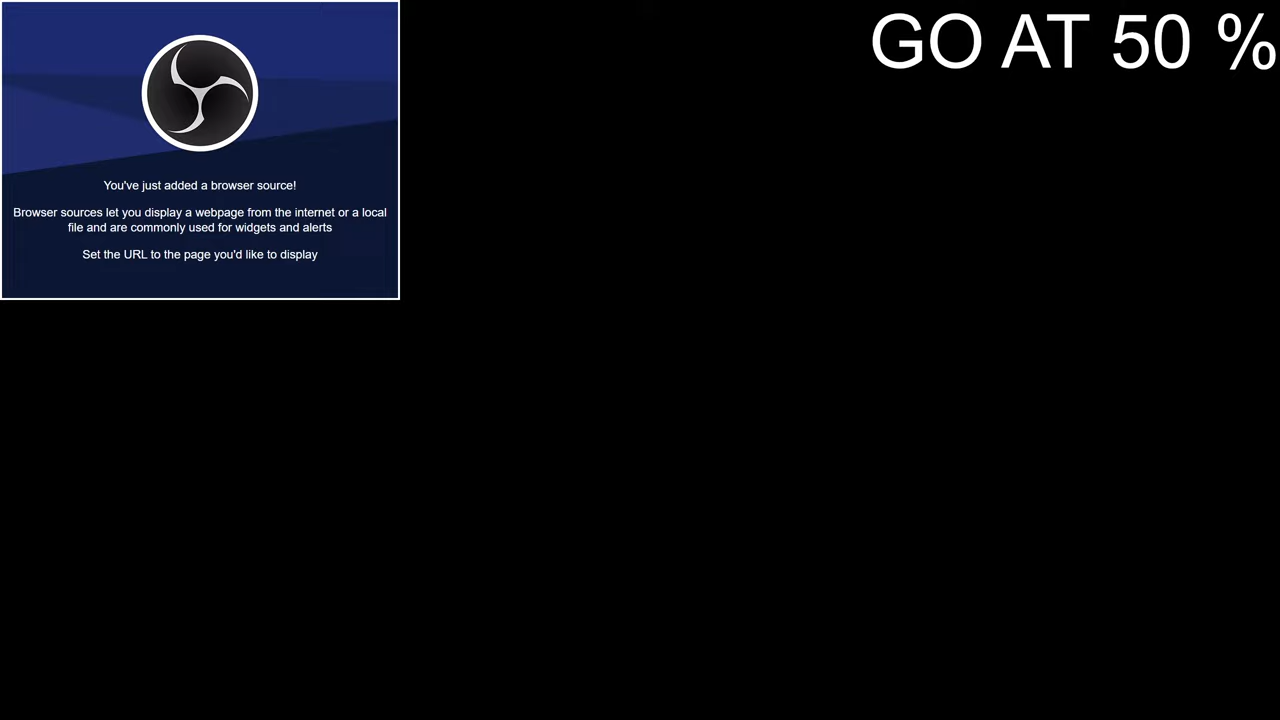 GO AT 50 %
You've just added a browser source!
Browser sources let you display a webpage from the internet or a local
file and are commonly used for widgets and alerts
Set the URL to the page you'd like to display